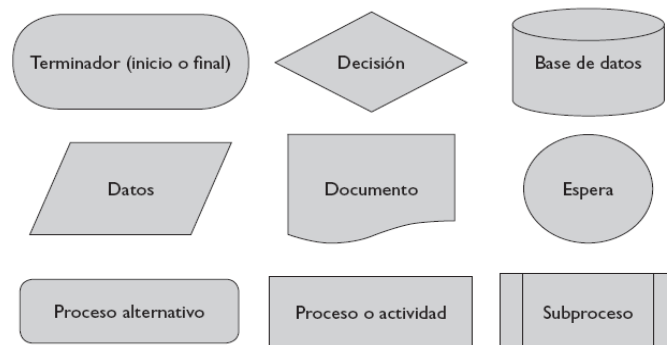 Terminador (inicio o final)
Decisión
Base de datos
Datos
Documento
Espera
Proceso alternativo
Proceso o actividad
Subproceso